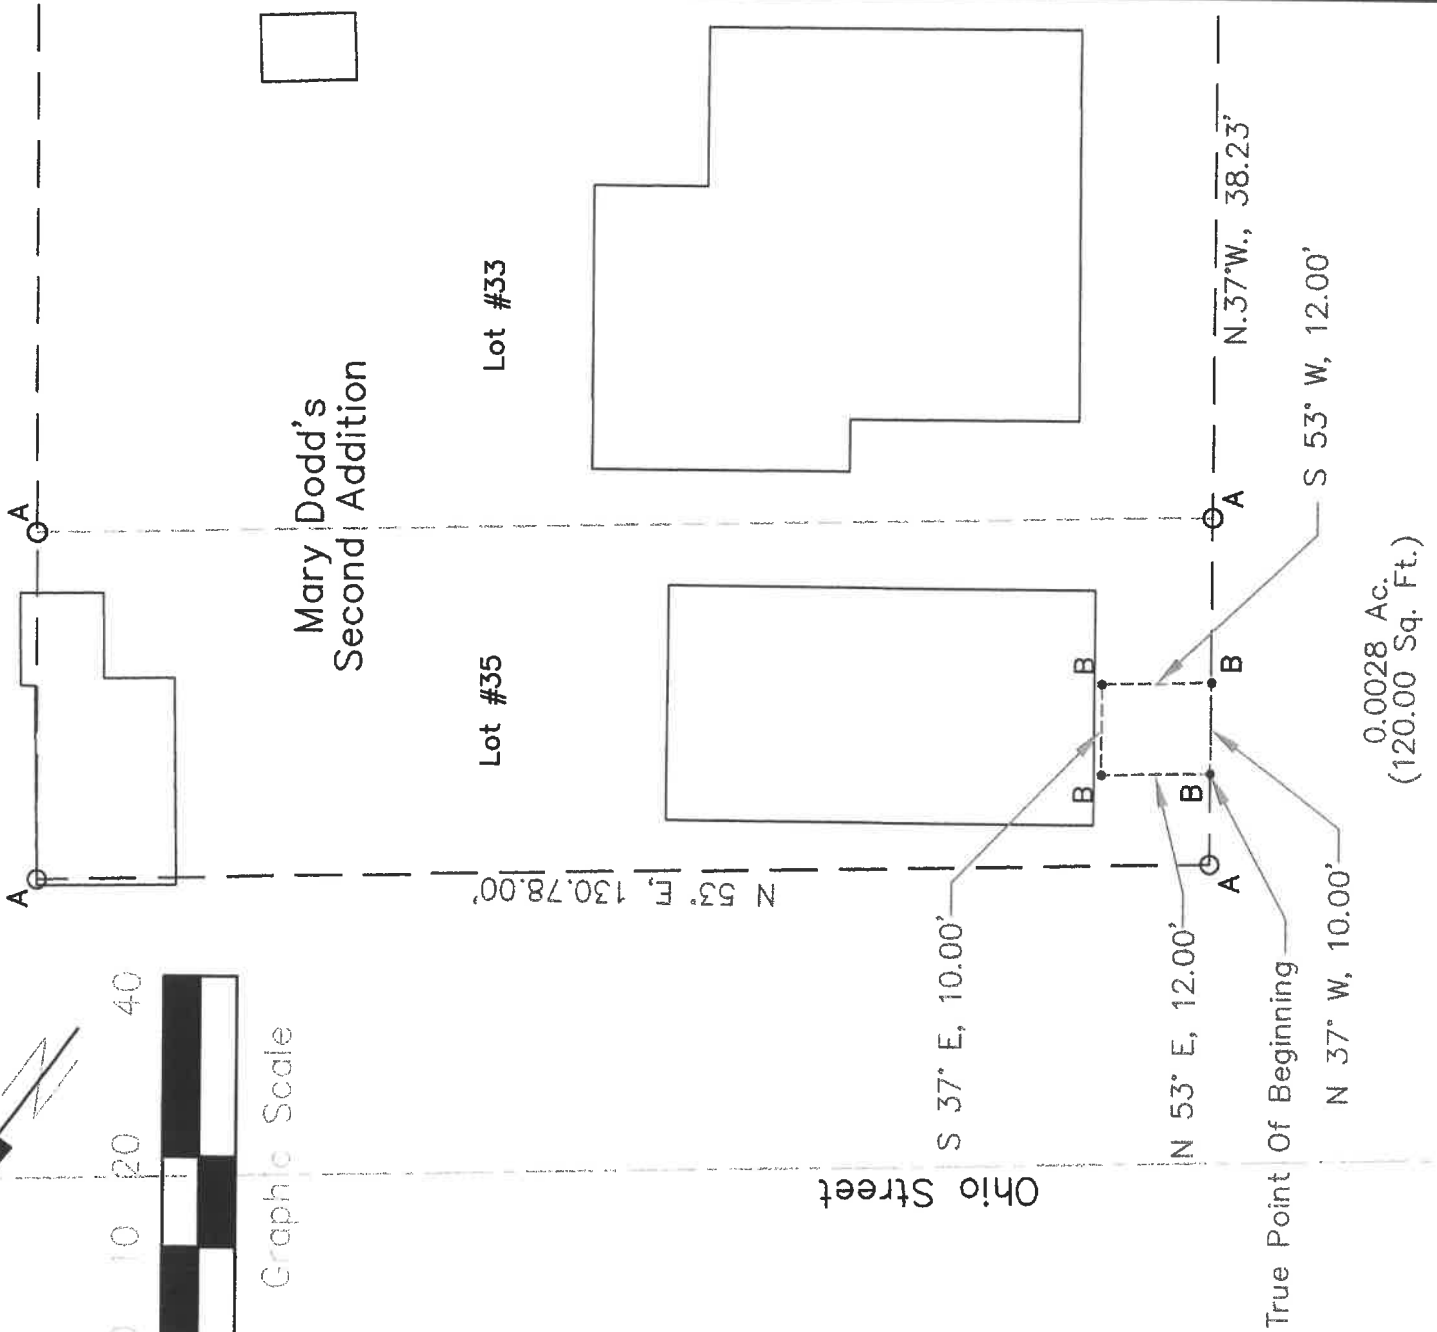 A
A
Mary Dodd's
Second Addition
Lot #33
Lot #35
N 53° E, 130.78.00'
N.37°W., 38.23'
S 53° W, 12.00'
A
A
B
B
B
B
S 37° E, 10.00'
N 53° E, 12.00'
True Point Of Beginning
N 37° W, 10.00'
0.0028 Ac.
(120.00 Sq. Ft.)
Ohio Street
10 20 40
Graphic Scale
N